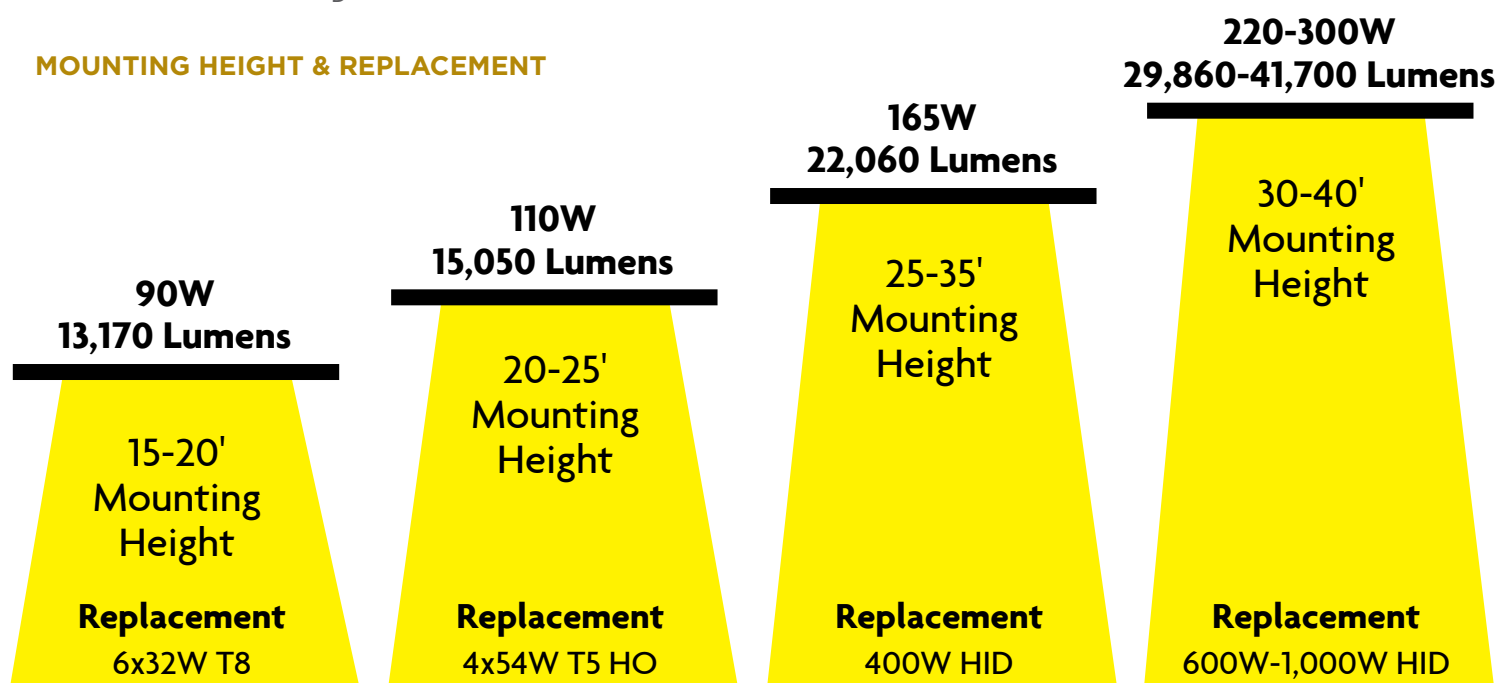 MOUNTING HEIGHT & REPLACEMENT
90W
13,170 Lumens
15-20'
Mounting
Height
Replacement
6x32W T8
110W
15,050 Lumens
20-25'
Mounting
Height
Replacement
4x54W T5 HO
165W
22,060 Lumens
25-35'
Mounting
Height
Replacement
400W HID
220-300W
29,860-41,700 Lumens
30-40'
Mounting
Height
Replacement
600W-1,000W HID